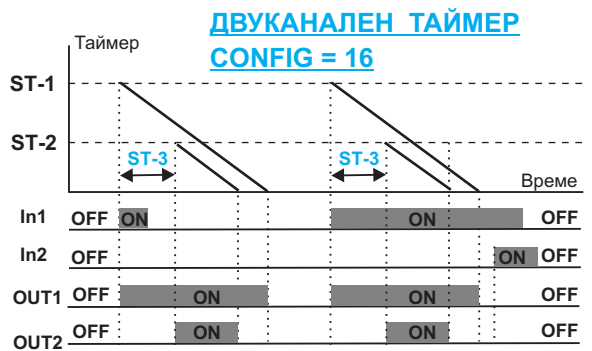 ДВУКАНАЛЕН ТАЙМЕР
CONFIG = 16
Таймер
ST-1
ST-2
ST-3 ST-3
Време
In1 OFF ON ON OFF
In2 OFF ON OFF
OUT1 OFF ON ON OFF
OUT2 OFF ON ON OFF